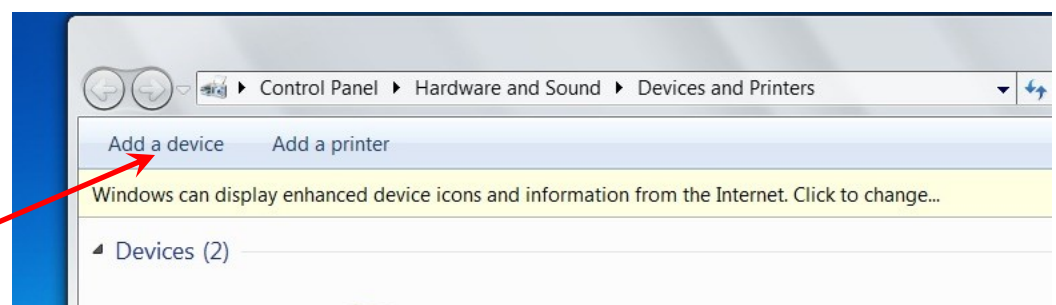 Control Panel Hardware and Sound Devices and Printers
Add a device Add a printer
Windows can display enhanced device icons and information from the Internet. Click to change...
Devices (2)